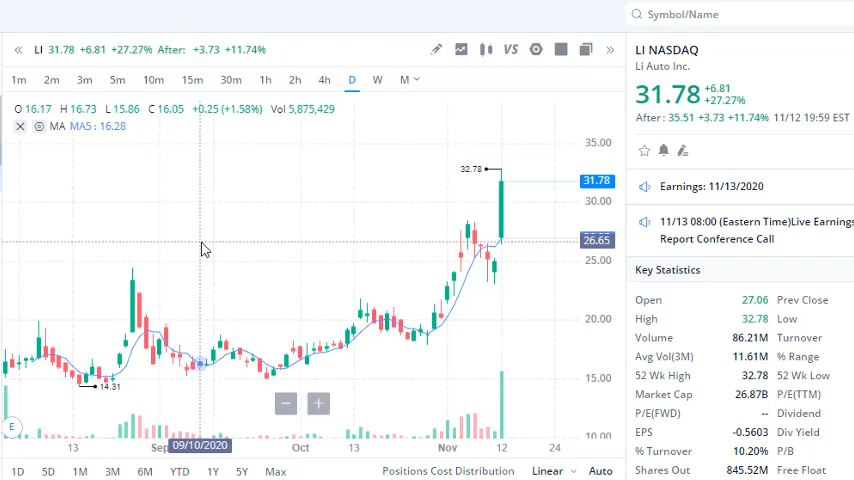 Symbol/Name
LI 31.78 +6.81 +27.27% After: +3.73 +11.74%
VS
LI NASDAQ
Li Auto Inc.
1m 2m 3m 5m 10m 15m 30m 1h 2h 4h D W M
31.78 +6.81
+27.27%
O 16.17 H 16.73 L 15.86 C 16.05 +0.25 (+1.58%) Vol 5,875,429
After : 35.51 +3.73 +11.74% 11/12 19:59 EST
MA MA5 : 16.28
35.00
32.78
31.78
Earnings: 11/13/2020
30.00
11/13 08:00 (Eastern Time)Live Earnings
Report Conference Call
26.65
25.00
Key Statistics
Open 27.06 Prev Close
High 32.78 Low
20.00
Volume 86.21M Turnover
Avg Vol(3M) 11.61M % Range
15.00
52 Wk High 32.78 52 Wk Low
14.31
Market Cap 26.87B P/E(TTM)
P/E(FWD) -- Dividend
E
EPS -0.5603 Div Yield
10.00
13 Sep 09/10/2020 Oct 13 Nov 12 24
% Turnover 10.20% P/B
1D 5D 1M 3M 6M YTD 1Y 5Y Max Positions Cost Distribution Linear Auto
Shares Out 845.52M Free Float